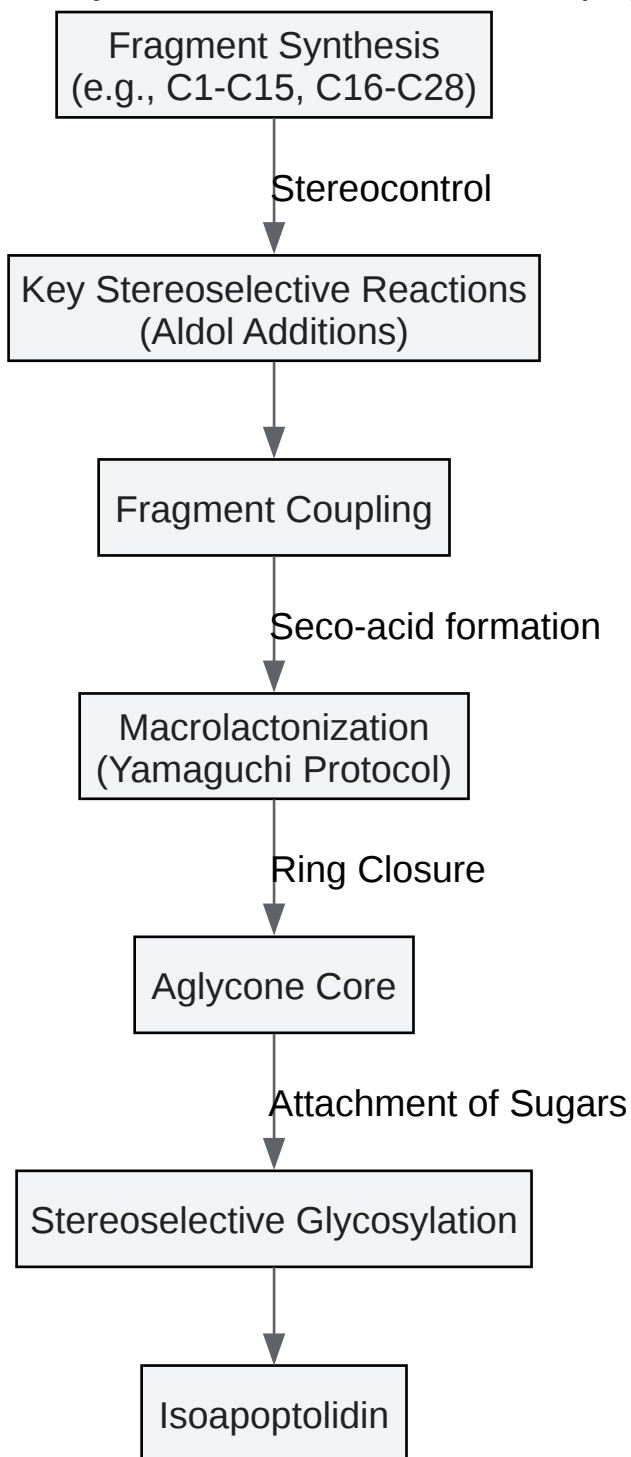 Fragment Synthesis
(e.g., C1-C15, C16-C28)
Stereocontrol
Key Stereoselective Reactions
(Aldol Additions)
Fragment Coupling
Seco-acid formation
Macrolactonization
(Yamaguchi Protocol)
Ring Closure
Aglycone Core
Attachment of Sugars
Stereoselective Glycosylation
Isoapoptolidin